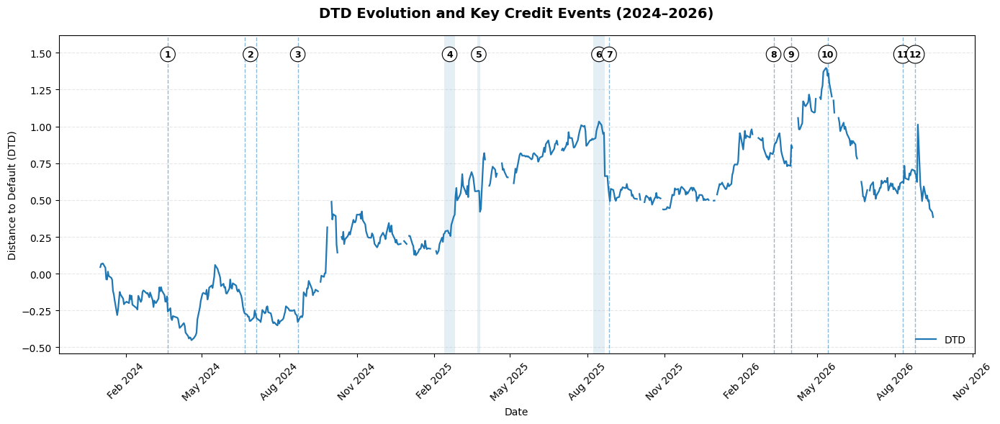 DTD Evolution and Key Credit Events (2024–2026)
1 2 3 4 5 6 7 8 9 10 11 12
1.50
1.25
1.00
0.75
0.50
0.25
0.00
−0.25
−0.50
Distance to Default (DTD)
DTD
Feb 2024
May 2024
Aug 2024
Nov 2024
Feb 2025
May 2025
Aug 2025
Nov 2025
Feb 2026
May 2026
Aug 2026
Nov 2026
Date